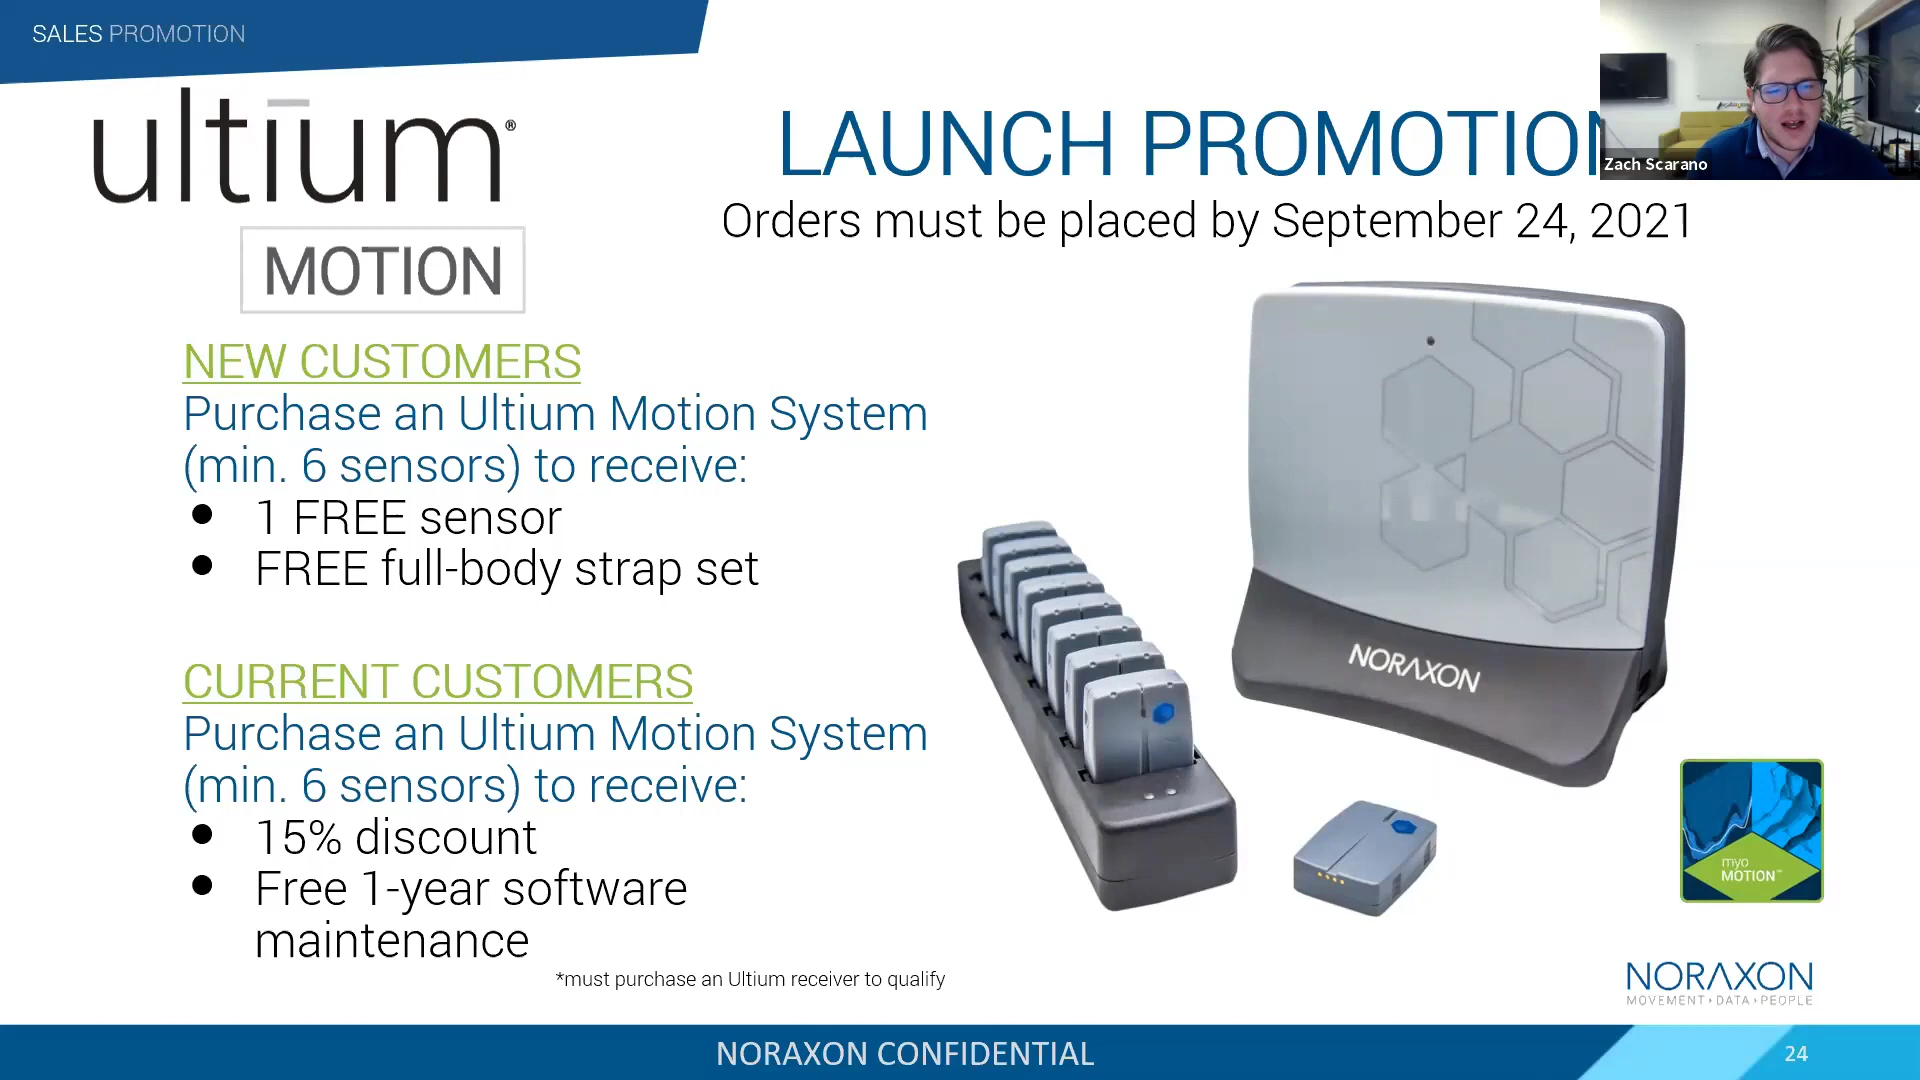 SALES PROMOTION
ultium®
MOTION
LAUNCH PROMOTION
Orders must be placed by September 24, 2021
Zach Scarano
NEW CUSTOMERS
Purchase an Ultium Motion System
(min. 6 sensors) to receive:
• 1 FREE sensor
• FREE full-body strap set
CURRENT CUSTOMERS
Purchase an Ultium Motion System
(min. 6 sensors) to receive:
• 15% discount
• Free 1-year software
maintenance
*must purchase an Ultium receiver to qualify
NORAXON
myo
MOTION™
NORAXON
MOVEMENT › DATA › PEOPLE
NORAXON CONFIDENTIAL
24